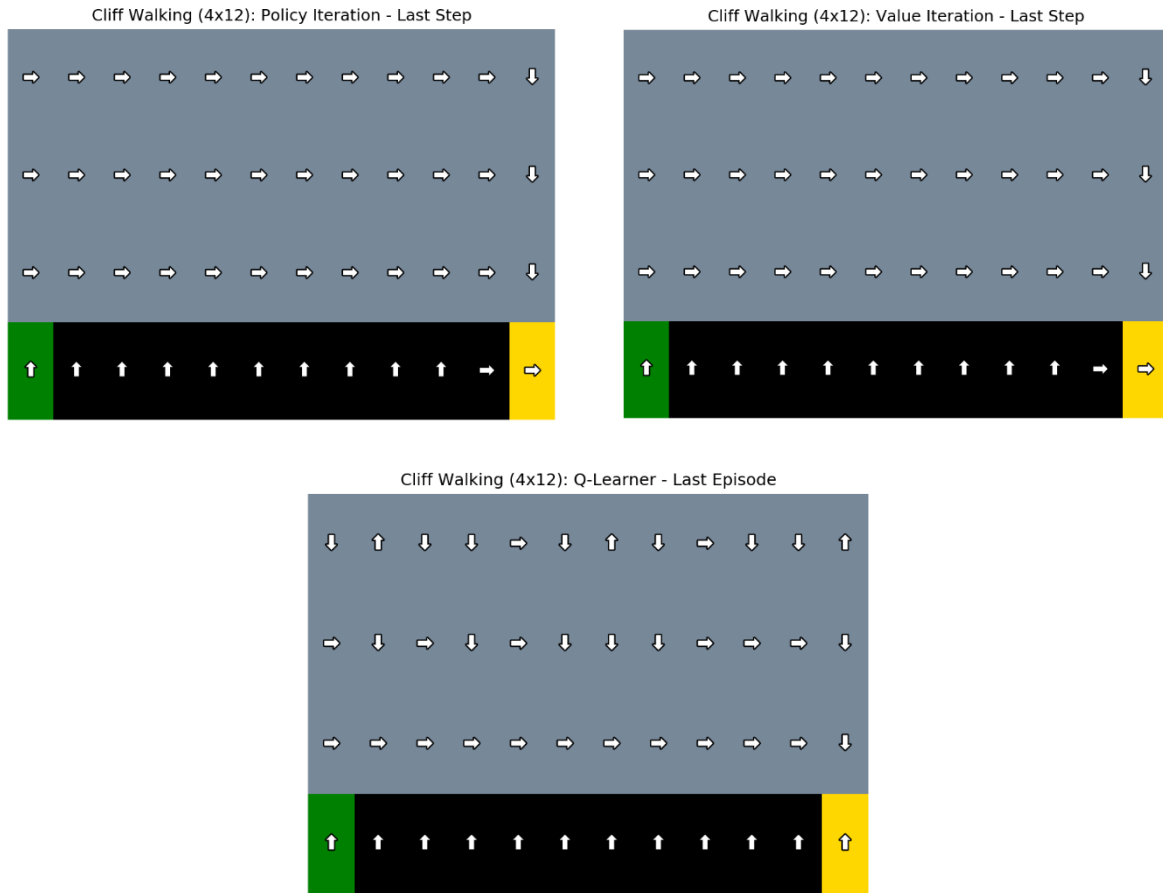 Cliff Walking (4x12): Policy Iteration - Last Step
Cliff Walking (4x12): Value Iteration - Last Step
Cliff Walking (4x12): Q-Learner - Last Episode